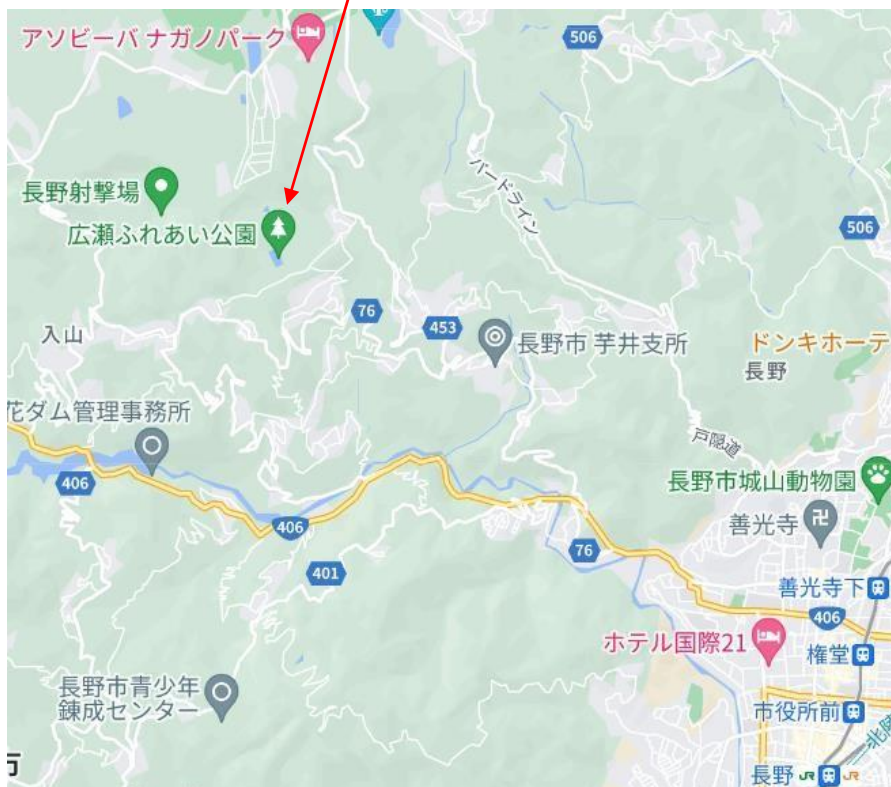 アソビーバ ナガノパーク
506
バードライン
長野射撃場
広瀬ふれあい公園
506
76
453
入山
長野市 芋井支所
ドンキホーテ
長野
花ダム管理事務所
戸隠道
406
長野市城山動物園
善光寺
406
76
401
善光寺下
406
ホテル国際21
権堂
長野市青少年
錬成センター
市役所前
長野
JR
JR